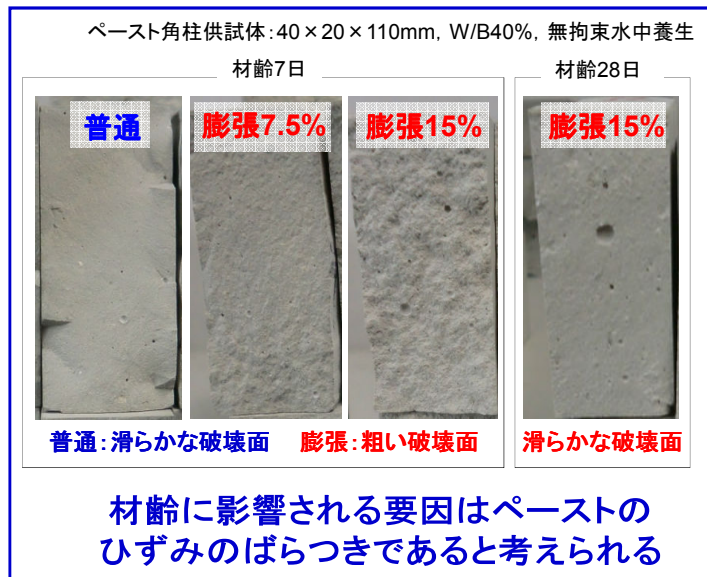 ペースト角柱供試体：40×20×110mm，W/B40%，無拘束水中養生
材齢7日
材齢28日
普通
膨張7.5%
膨張15%
膨張15%
普通：滑らかな破壊面
膨張：粗い破壊面
滑らかな破壊面
材齢に影響される要因はペーストの
ひずみのばらつきであると考えられる